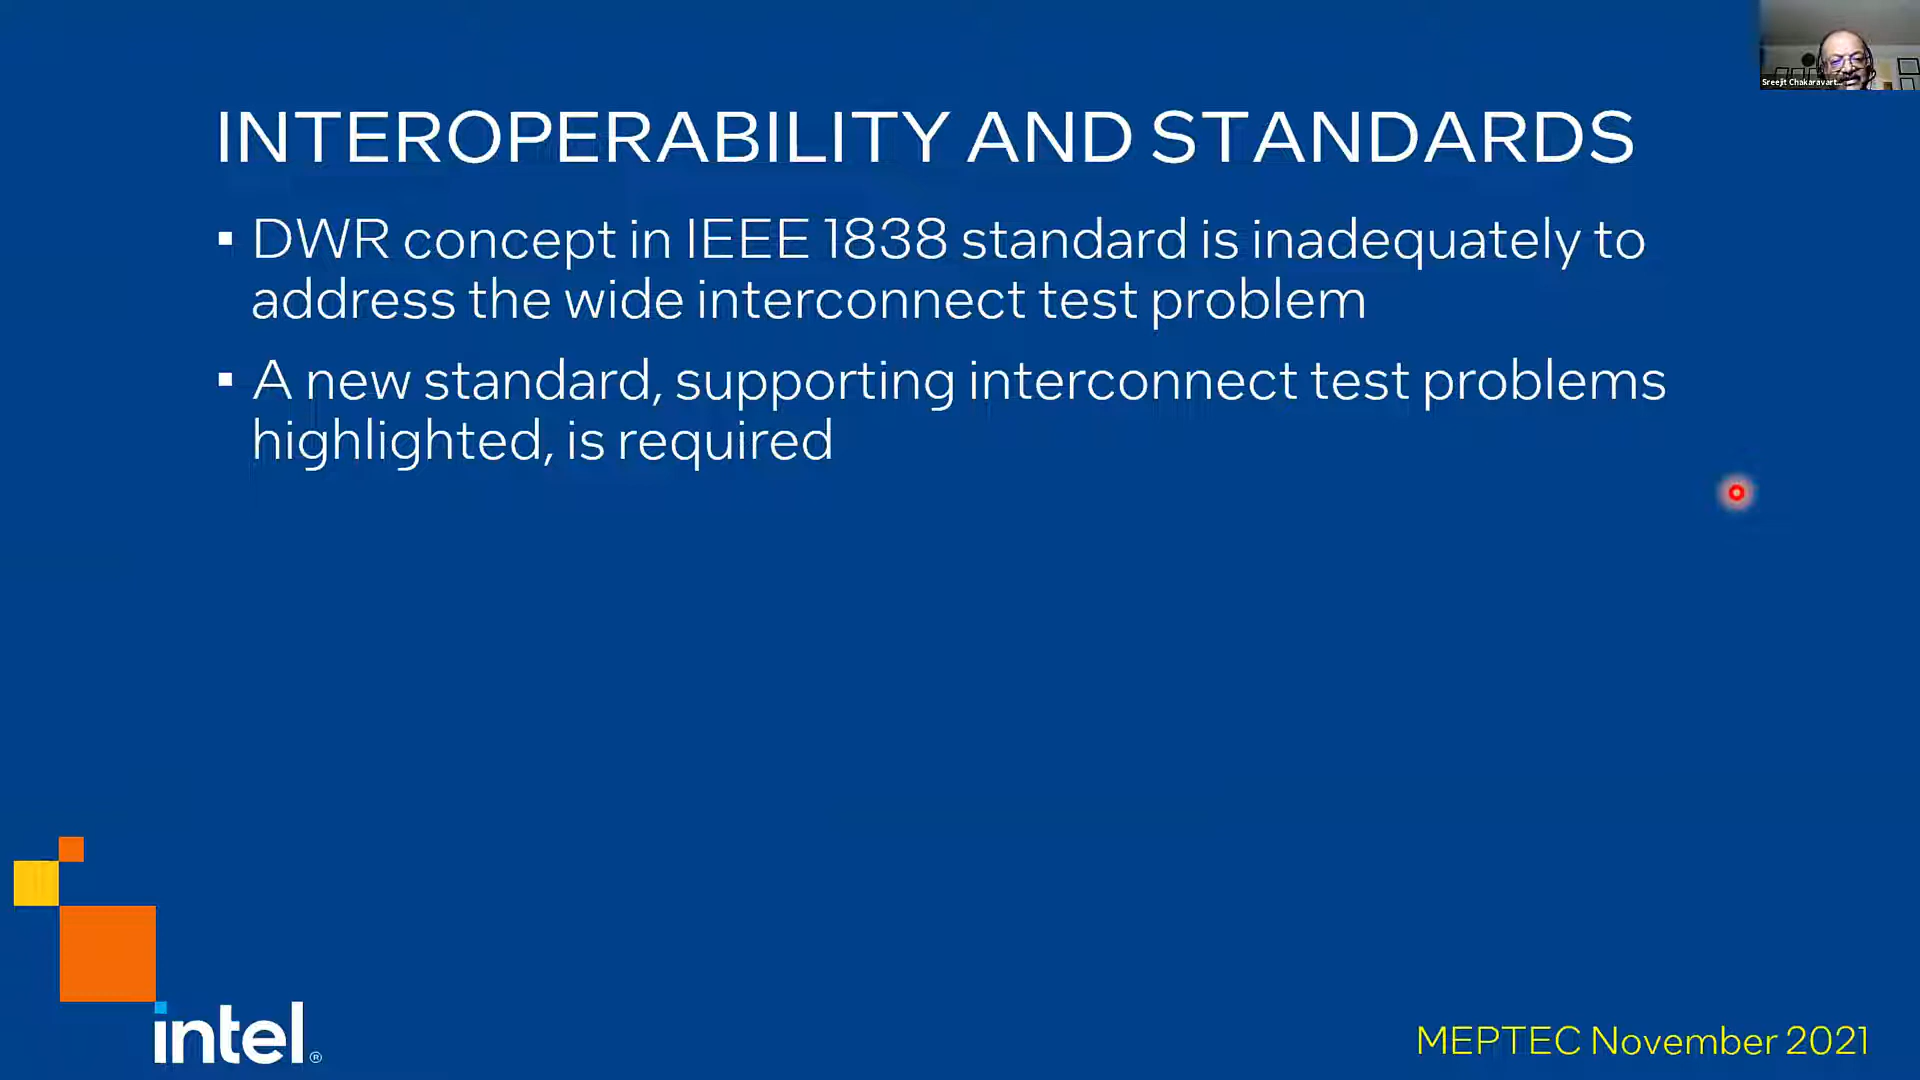 INTEROPERABILITY AND STANDARDS
▪ DWR concept in IEEE 1838 standard is inadequately to
address the wide interconnect test problem
▪ A new standard, supporting interconnect test problems
highlighted, is required
Sreejit Chakaravart...
intel®
MEPTEC November 2021